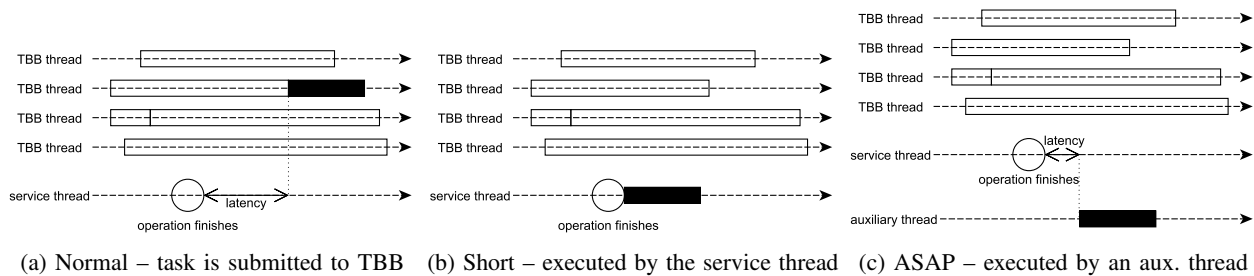 TBB thread
TBB thread
TBB thread
TBB thread
service thread
latency
operation finishes
(a) Normal – task is submitted to TBB
TBB thread
TBB thread
TBB thread
TBB thread
service thread
operation finishes
(b) Short – executed by the service thread
TBB thread
TBB thread
TBB thread
TBB thread
latency
service thread
operation finishes
auxiliary thread
(c) ASAP – executed by an aux. thread